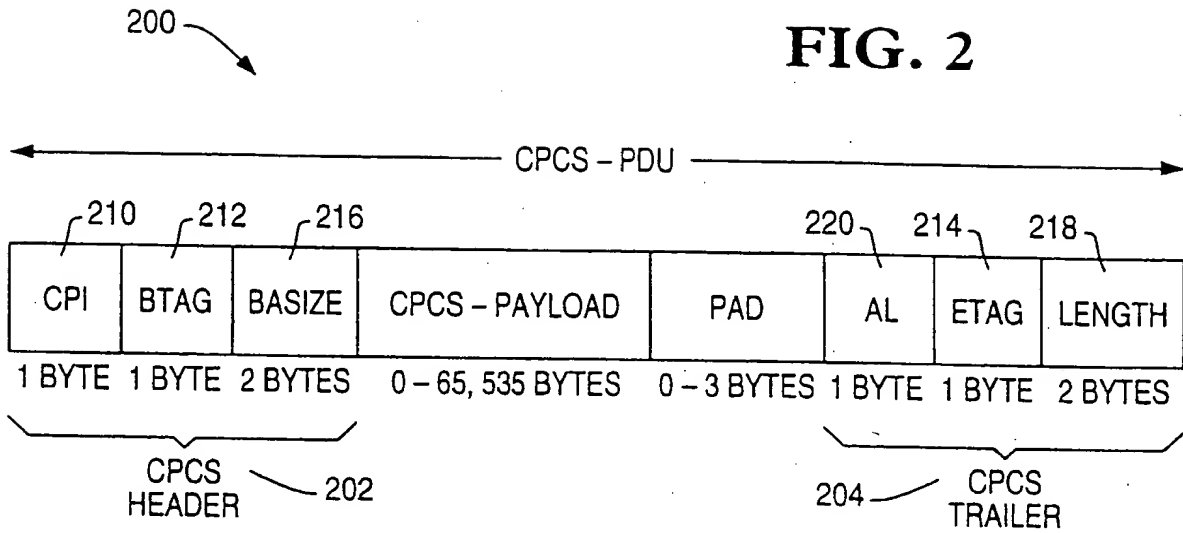 200
FIG. 2
CPCS – PDU
210 212 216 220 214 218
CPI BTAG BASIZE CPCS – PAYLOAD PAD AL ETAG LENGTH
1 BYTE 1 BYTE 2 BYTES 0 – 65, 535 BYTES 0 – 3 BYTES 1 BYTE 1 BYTE 2 BYTES
CPCS
HEADER
202
204
CPCS
TRAILER